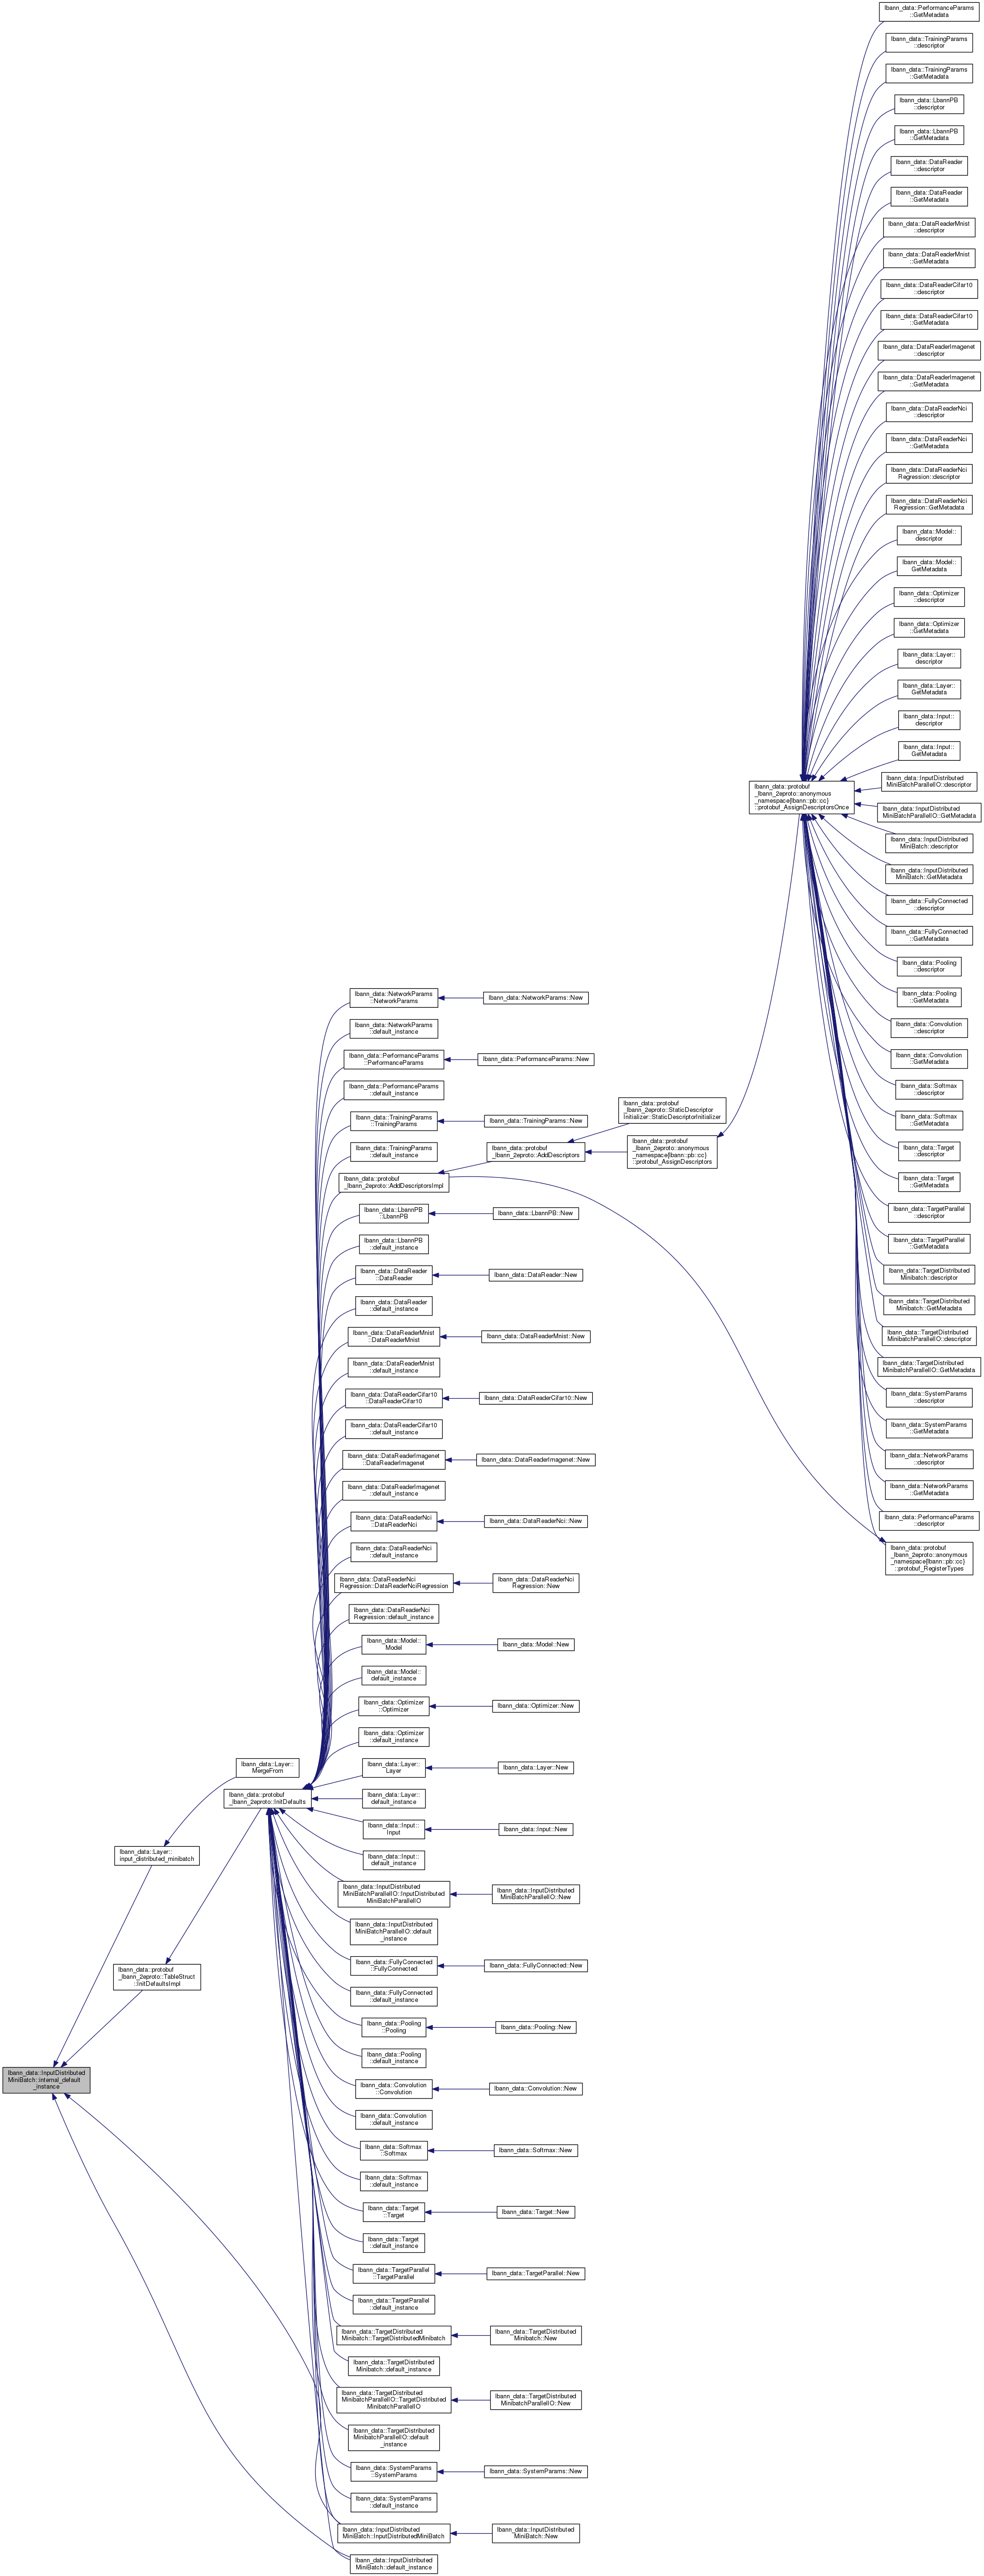 lbann_data::InputDistributed
MiniBatch::internal_default
_instance
lbann_data::Layer::
input_distributed_minibatch
lbann_data::protobuf
_lbann_2eproto::TableStruct
::InitDefaultsImpl
lbann_data::Layer::
MergeFrom
lbann_data::protobuf
_lbann_2eproto::InitDefaults
lbann_data::NetworkParams
::NetworkParams
lbann_data::NetworkParams
::default_instance
lbann_data::PerformanceParams
::PerformanceParams
lbann_data::PerformanceParams
::default_instance
lbann_data::TrainingParams
::TrainingParams
lbann_data::TrainingParams
::default_instance
lbann_data::protobuf
_lbann_2eproto::AddDescriptorsImpl
lbann_data::LbannPB
::LbannPB
lbann_data::LbannPB
::default_instance
lbann_data::DataReader
::DataReader
lbann_data::DataReader
::default_instance
lbann_data::DataReaderMnist
::DataReaderMnist
lbann_data::DataReaderMnist
::default_instance
lbann_data::DataReaderCifar10
::DataReaderCifar10
lbann_data::DataReaderCifar10
::default_instance
lbann_data::DataReaderImagenet
::DataReaderImagenet
lbann_data::DataReaderImagenet
::default_instance
lbann_data::DataReaderNci
::DataReaderNci
lbann_data::DataReaderNci
::default_instance
lbann_data::DataReaderNci
Regression::DataReaderNciRegression
lbann_data::DataReaderNci
Regression::default_instance
lbann_data::Model::
Model
lbann_data::Model::
default_instance
lbann_data::Optimizer
::Optimizer
lbann_data::Optimizer
::default_instance
lbann_data::Layer::
Layer
lbann_data::Layer::
default_instance
lbann_data::Input::
Input
lbann_data::Input::
default_instance
lbann_data::InputDistributed
MiniBatchParallelIO::InputDistributed
MiniBatchParallelIO
lbann_data::InputDistributed
MiniBatchParallelIO::default
_instance
lbann_data::FullyConnected
::FullyConnected
lbann_data::FullyConnected
::default_instance
lbann_data::Pooling
::Pooling
lbann_data::Pooling
::default_instance
lbann_data::Convolution
::Convolution
lbann_data::Convolution
::default_instance
lbann_data::Softmax
::Softmax
lbann_data::Softmax
::default_instance
lbann_data::Target
::Target
lbann_data::Target
::default_instance
lbann_data::TargetParallel
::TargetParallel
lbann_data::TargetParallel
::default_instance
lbann_data::TargetDistributed
Minibatch::TargetDistributedMinibatch
lbann_data::TargetDistributed
Minibatch::default_instance
lbann_data::TargetDistributed
MinibatchParallelIO::TargetDistributed
MinibatchParallelIO
lbann_data::TargetDistributed
MinibatchParallelIO::default
_instance
lbann_data::SystemParams
::SystemParams
lbann_data::SystemParams
::default_instance
lbann_data::InputDistributed
MiniBatch::InputDistributedMiniBatch
lbann_data::InputDistributed
MiniBatch::default_instance
lbann_data::NetworkParams::New
lbann_data::PerformanceParams::New
lbann_data::TrainingParams::New
lbann_data::protobuf
_lbann_2eproto::AddDescriptors
lbann_data::LbannPB::New
lbann_data::DataReader::New
lbann_data::DataReaderMnist::New
lbann_data::DataReaderCifar10::New
lbann_data::DataReaderImagenet::New
lbann_data::DataReaderNci::New
lbann_data::DataReaderNci
Regression::New
lbann_data::Model::New
lbann_data::Optimizer::New
lbann_data::Layer::New
lbann_data::Input::New
lbann_data::InputDistributed
MiniBatchParallelIO::New
lbann_data::FullyConnected::New
lbann_data::Pooling::New
lbann_data::Convolution::New
lbann_data::Softmax::New
lbann_data::Target::New
lbann_data::TargetParallel::New
lbann_data::TargetDistributed
Minibatch::New
lbann_data::TargetDistributed
MinibatchParallelIO::New
lbann_data::SystemParams::New
lbann_data::InputDistributed
MiniBatch::New
lbann_data::protobuf
_lbann_2eproto::StaticDescriptor
Initializer::StaticDescriptorInitializer
lbann_data::protobuf
_lbann_2eproto::anonymous
_namespace{lbann::pb::cc}
::protobuf_AssignDescriptors
lbann_data::protobuf
_lbann_2eproto::anonymous
_namespace{lbann::pb::cc}
::protobuf_AssignDescriptorsOnce
lbann_data::PerformanceParams
::GetMetadata
lbann_data::TrainingParams
::descriptor
lbann_data::TrainingParams
::GetMetadata
lbann_data::LbannPB
::descriptor
lbann_data::LbannPB
::GetMetadata
lbann_data::DataReader
::descriptor
lbann_data::DataReader
::GetMetadata
lbann_data::DataReaderMnist
::descriptor
lbann_data::DataReaderMnist
::GetMetadata
lbann_data::DataReaderCifar10
::descriptor
lbann_data::DataReaderCifar10
::GetMetadata
lbann_data::DataReaderImagenet
::descriptor
lbann_data::DataReaderImagenet
::GetMetadata
lbann_data::DataReaderNci
::descriptor
lbann_data::DataReaderNci
::GetMetadata
lbann_data::DataReaderNci
Regression::descriptor
lbann_data::DataReaderNci
Regression::GetMetadata
lbann_data::Model::
descriptor
lbann_data::Model::
GetMetadata
lbann_data::Optimizer
::descriptor
lbann_data::Optimizer
::GetMetadata
lbann_data::Layer::
descriptor
lbann_data::Layer::
GetMetadata
lbann_data::Input::
descriptor
lbann_data::Input::
GetMetadata
lbann_data::InputDistributed
MiniBatchParallelIO::descriptor
lbann_data::InputDistributed
MiniBatchParallelIO::GetMetadata
lbann_data::InputDistributed
MiniBatch::descriptor
lbann_data::InputDistributed
MiniBatch::GetMetadata
lbann_data::FullyConnected
::descriptor
lbann_data::FullyConnected
::GetMetadata
lbann_data::Pooling
::descriptor
lbann_data::Pooling
::GetMetadata
lbann_data::Convolution
::descriptor
lbann_data::Convolution
::GetMetadata
lbann_data::Softmax
::descriptor
lbann_data::Softmax
::GetMetadata
lbann_data::Target
::descriptor
lbann_data::Target
::GetMetadata
lbann_data::TargetParallel
::descriptor
lbann_data::TargetParallel
::GetMetadata
lbann_data::TargetDistributed
Minibatch::descriptor
lbann_data::TargetDistributed
Minibatch::GetMetadata
lbann_data::TargetDistributed
MinibatchParallelIO::descriptor
lbann_data::TargetDistributed
MinibatchParallelIO::GetMetadata
lbann_data::SystemParams
::descriptor
lbann_data::SystemParams
::GetMetadata
lbann_data::NetworkParams
::descriptor
lbann_data::NetworkParams
::GetMetadata
lbann_data::PerformanceParams
::descriptor
lbann_data::protobuf
_lbann_2eproto::anonymous
_namespace{lbann::pb::cc}
::protobuf_RegisterTypes